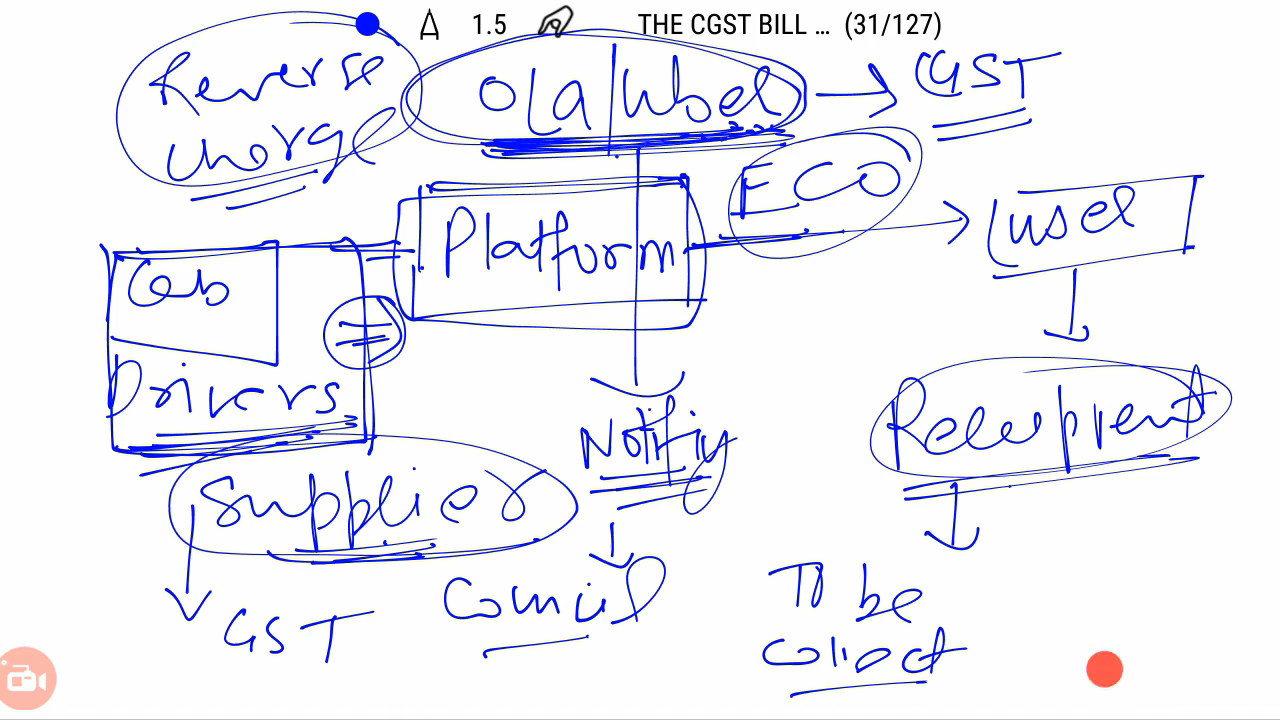 1.5 THE CGST BILL ... (31/127)
Reverse
charge
Ola/Uber
GST
ECO
Platform
User
Cab
Drivers
Recipient
Notify
Supplier
To be
collect
Council
GST